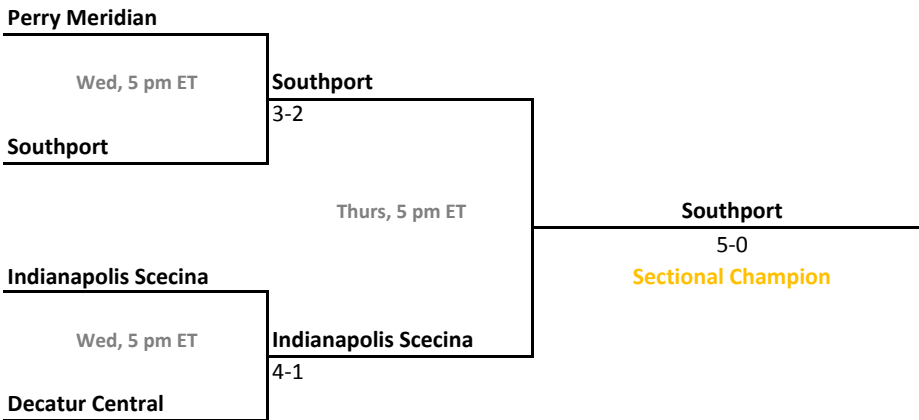 Perry Meridian
Wed, 5 pm ET
Southport
3-2
Southport
Thurs, 5 pm ET
Southport
5-0
Sectional Champion
Indianapolis Scecina
Wed, 5 pm ET
Indianapolis Scecina
4-1
Decatur Central